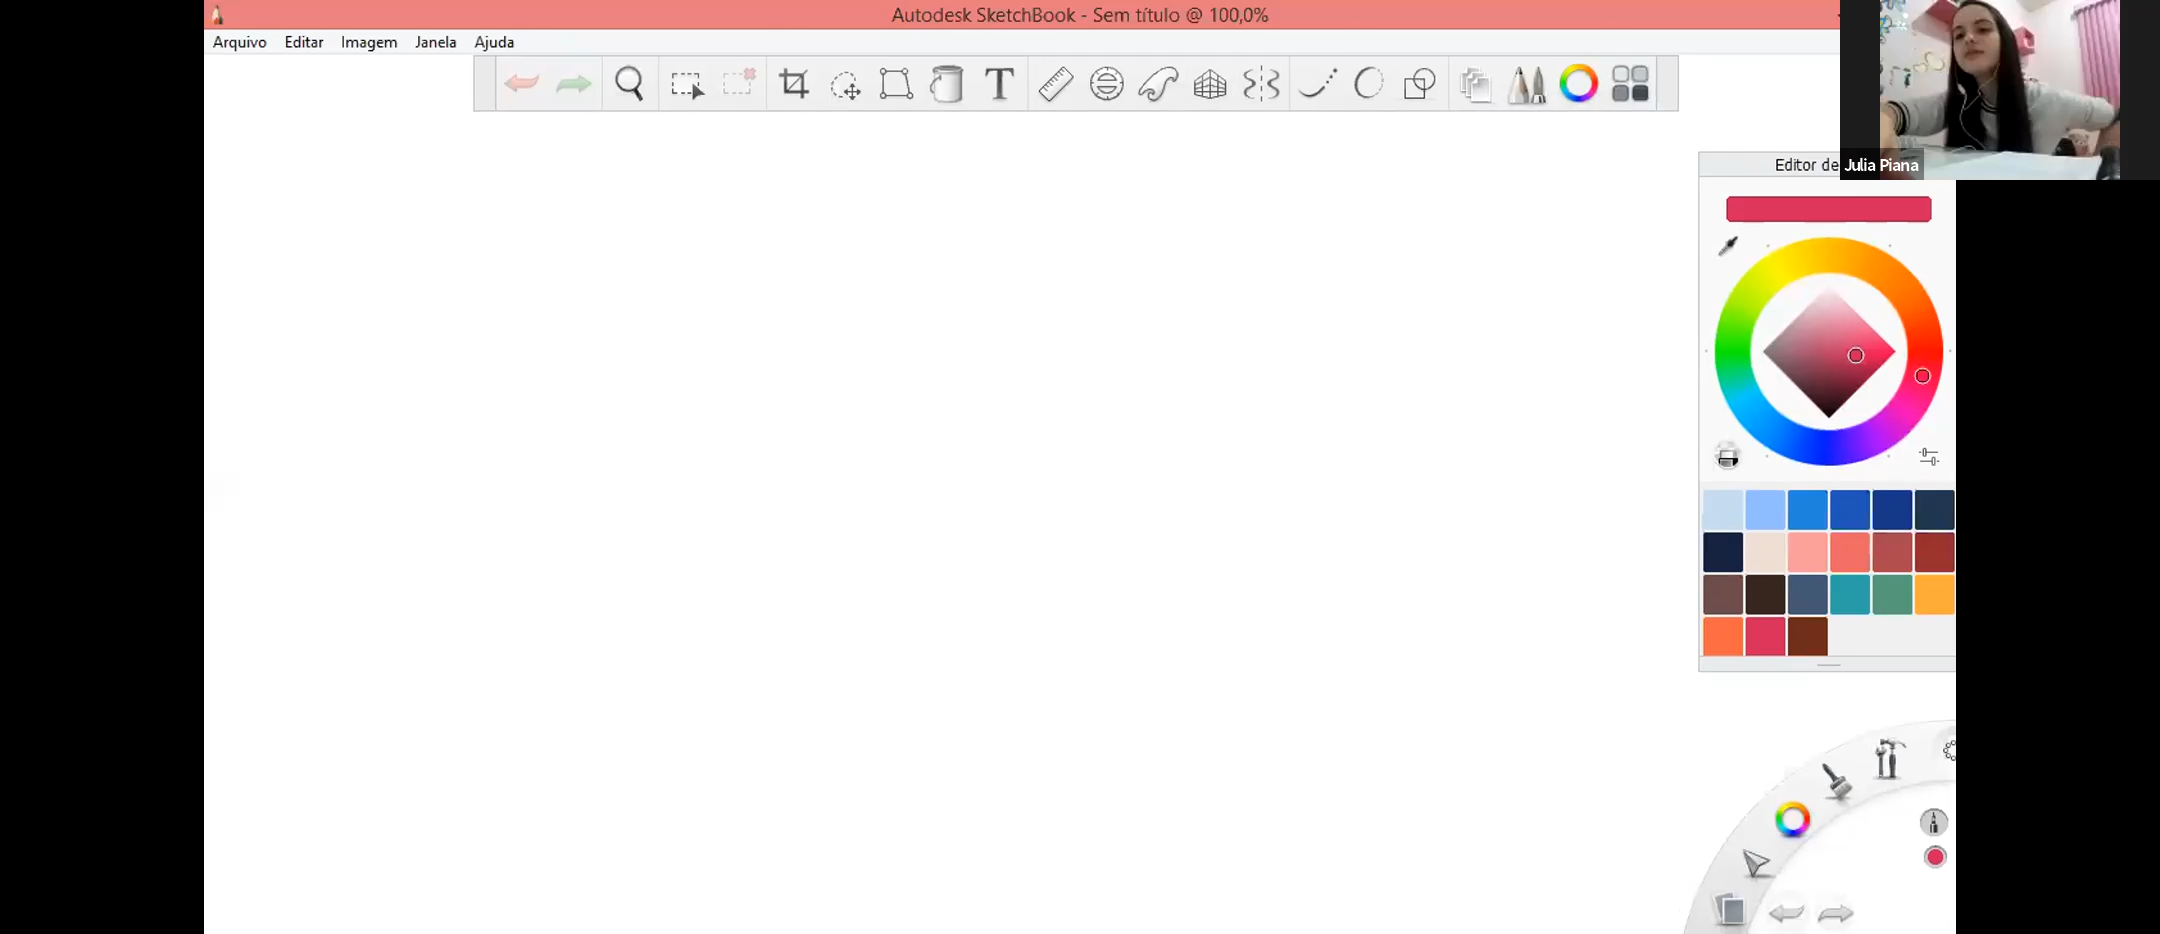 Autodesk SketchBook - Sem título @ 100,0%
Arquivo Editar Imagem Janela Ajuda
T
Editor de
Julia Piana